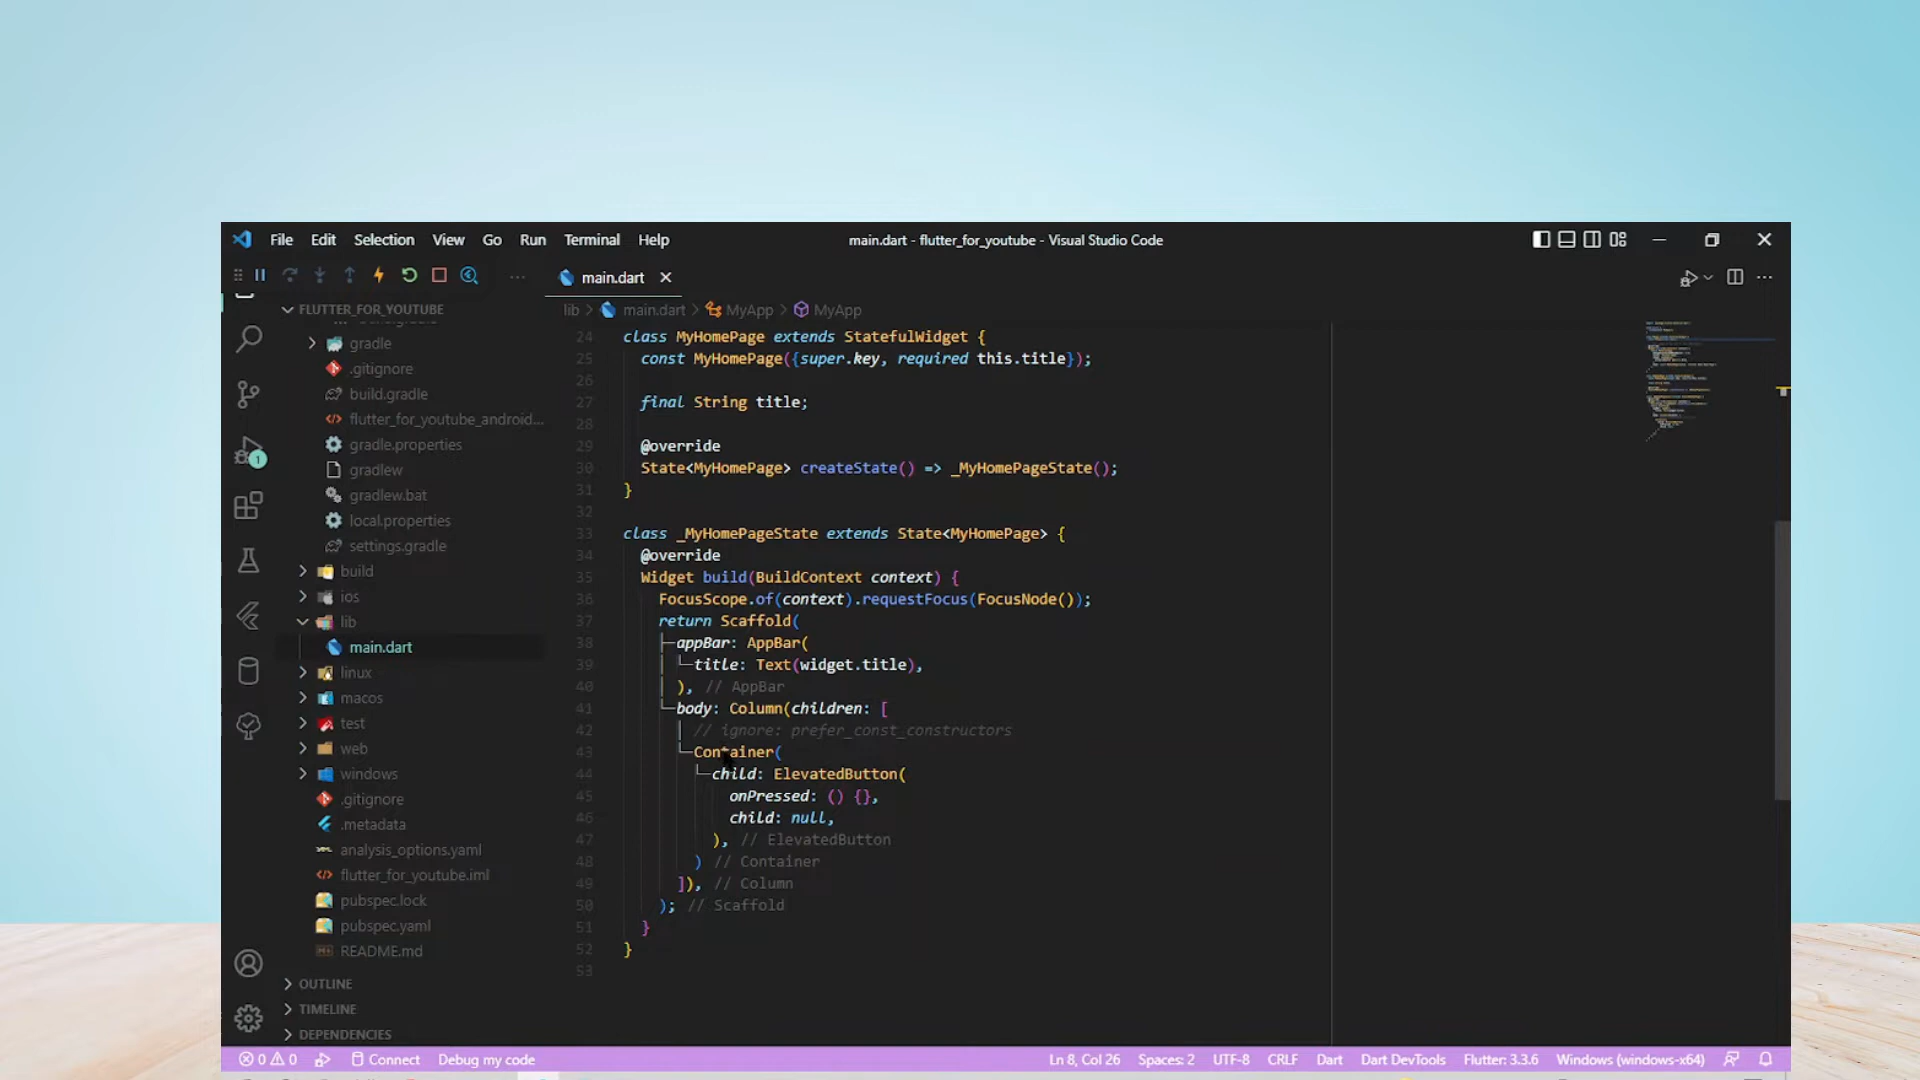 File Edit Selection View Go Run Terminal Help
main.dart - flutter_for_youtube - Visual Studio Code
main.dart
FLUTTER_FOR_YOUTUBE
lib > main.dart > MyApp > MyApp
gradle
.gitignore
build.gradle
flutter_for_youtube_android...
gradle.properties
gradlew
gradlew.bat
local.properties
settings.gradle
build
ios
lib
main.dart
linux
macos
test
web
windows
.gitignore
.metadata
analysis_options.yaml
flutter_for_youtube.iml
pubspec.lock
pubspec.yaml
README.md
OUTLINE
TIMELINE
DEPENDENCIES
1
24 class MyHomePage extends StatefulWidget {
25 const MyHomePage({super.key, required this.title});
26
27 final String title;
28
29 @override
30 State<MyHomePage> createState() => _MyHomePageState();
31 }
32
33 class _MyHomePageState extends State<MyHomePage> {
34 @override
35 Widget build(BuildContext context) {
36 FocusScope.of(context).requestFocus(FocusNode());
37 return Scaffold(
38 appBar: AppBar(
39 title: Text(widget.title),
40 ), // AppBar
41 body: Column(children: [
42 // ignore: prefer_const_constructors
43 Container(
44 child: ElevatedButton(
45 onPressed: () {},
46 child: null,
47 ), // ElevatedButton
48 ) // Container
49 ]), // Column
50 ); // Scaffold
51 }
52 }
53
0 0 Connect Debug my code Ln 8, Col 26 Spaces: 2 UTF-8 CRLF Dart Dart DevTools Flutter: 3.3.6 Windows (windows-x64)